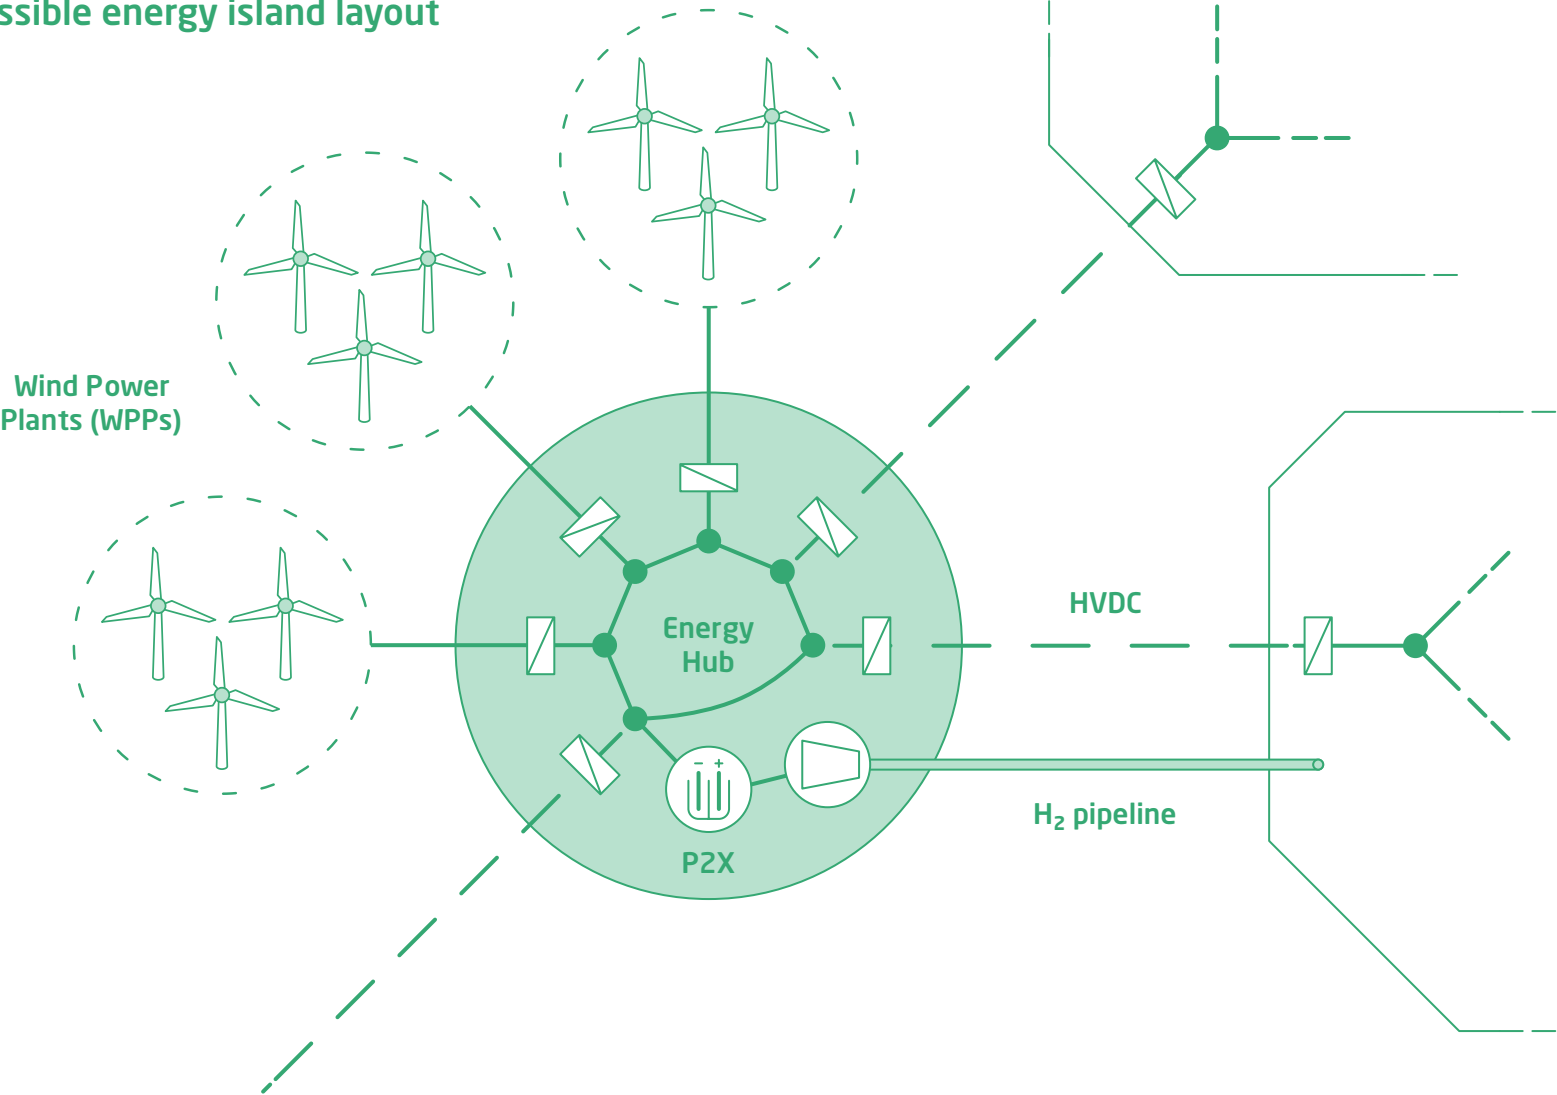 ssible energy island layout
Wind Power
Plants (WPPs)
Energy
Hub
HVDC
H₂ pipeline
P2X
− +